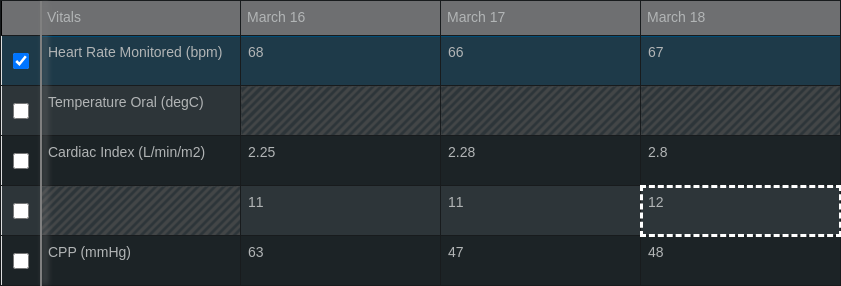 Vitals March 16 March 17 March 18
Heart Rate Monitored (bpm) 68 66 67
Temperature Oral (degC)
Cardiac Index (L/min/m2) 2.25 2.28 2.8
11 11 12
CPP (mmHg) 63 47 48